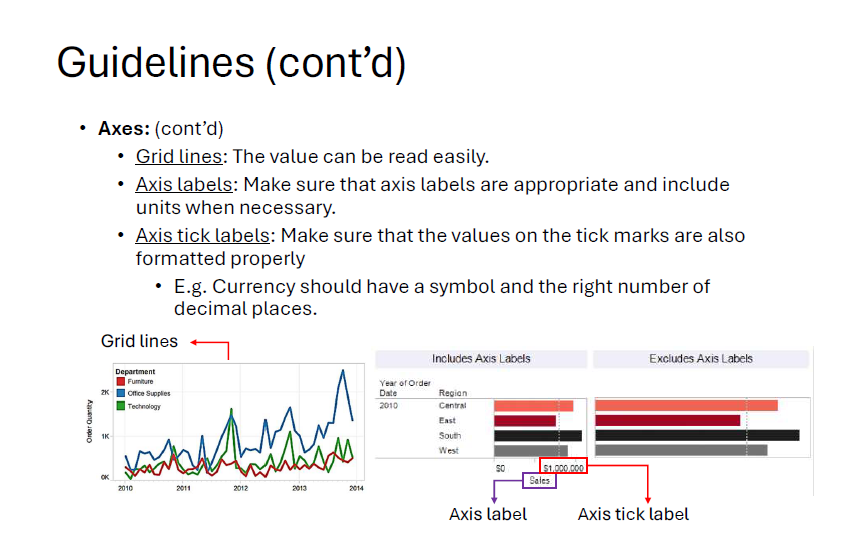 Guidelines (cont’d)
• Axes: (cont’d)
• Grid lines: The value can be read easily.
• Axis labels: Make sure that axis labels are appropriate and include
units when necessary.
• Axis tick labels: Make sure that the values on the tick marks are also
formatted properly
• E.g. Currency should have a symbol and the right number of
decimal places.
Grid lines
Department
Furniture
Office Supplies
Technology
Order Quantity
2K
1K
0K
2010 2011 2012 2013 2014
Includes Axis Labels
Excludes Axis Labels
Year of Order
Date
Region
2010 Central
East
South
West
$0 $1,000,000
Sales
Axis label
Axis tick label